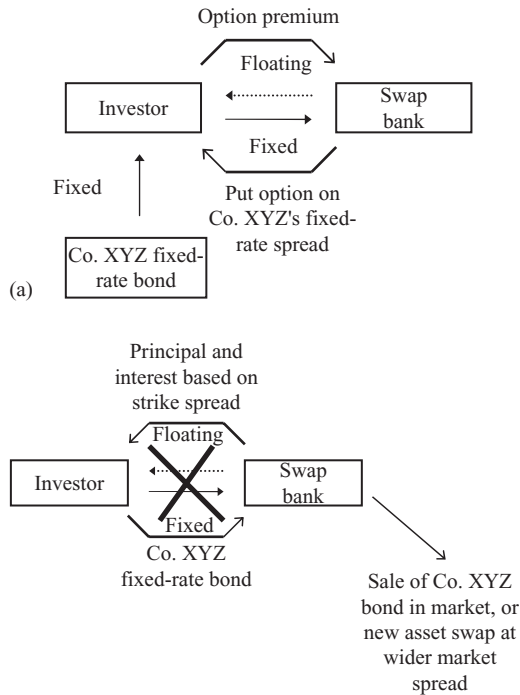 Option premium
Floating
Investor
Swap
bank
Fixed
Fixed
Put option on
Co. XYZ's fixed-
rate spread
Co. XYZ fixed-
rate bond
(a)
Principal and
interest based on
strike spread
Floating
Investor
Swap
bank
Fixed
Co. XYZ
fixed-rate bond
Sale of Co. XYZ
bond in market, or
new asset swap at
wider market
spread